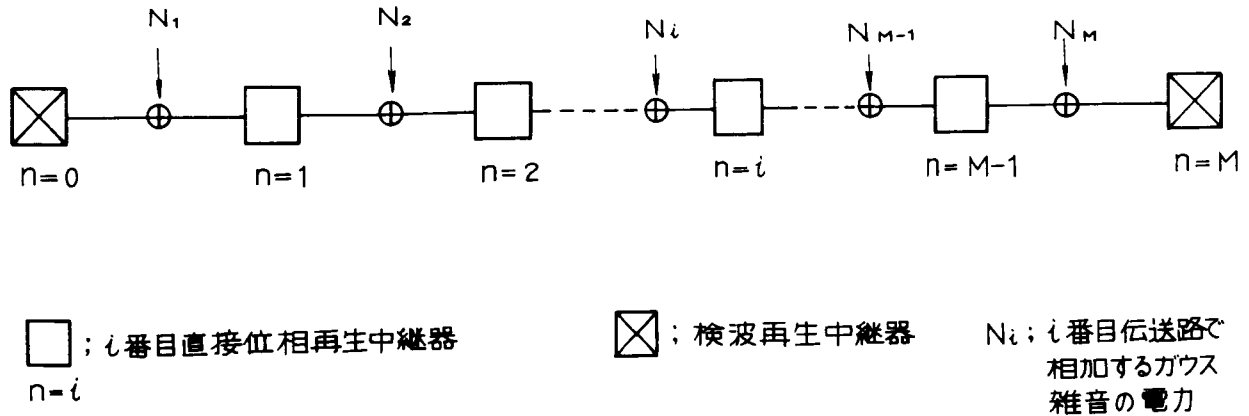 N₁ N₂ Nᵢ N M-1 N M
n=0 n=1 n=2 n=i n=M-1 n=M
; i番目直接位相再生中継器
n=i
; 検波再生中継器
Nᵢ; i番目伝送路で
相加するガウス
雑音の電力